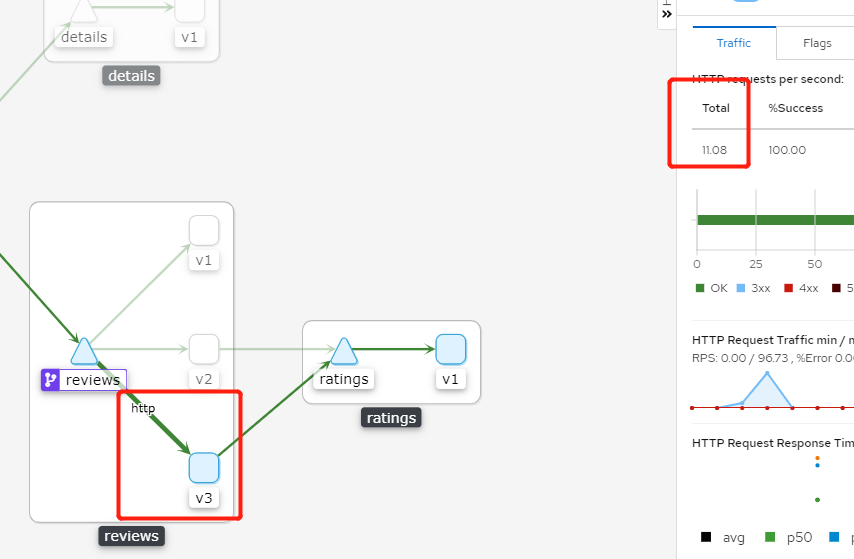 details
v1
details
»
Traffic
Flags
HTTP requests per second:
Total %Success
11.08 100.00
0 25 50
OK 3xx 4xx
v1
reviews
v2
http
v3
reviews
ratings
v1
ratings
HTTP Request Traffic min / m
RPS: 0.00 / 96.73 , %Error 0.0
HTTP Request Response Tim
avg p50